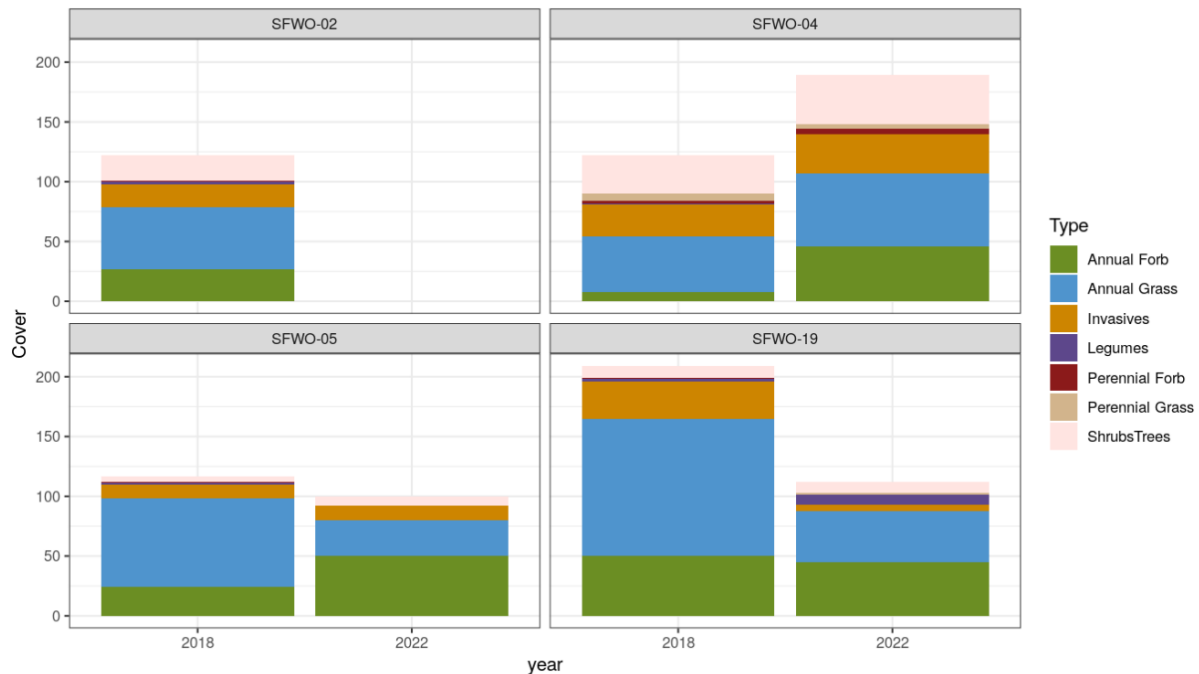 SFWO-02
SFWO-04
200
150
100
50
0
SFWO-05
SFWO-19
200
150
100
50
0
2018
2022
2018
2022
Cover
year
Type
Annual Forb
Annual Grass
Invasives
Legumes
Perennial Forb
Perennial Grass
ShrubsTrees